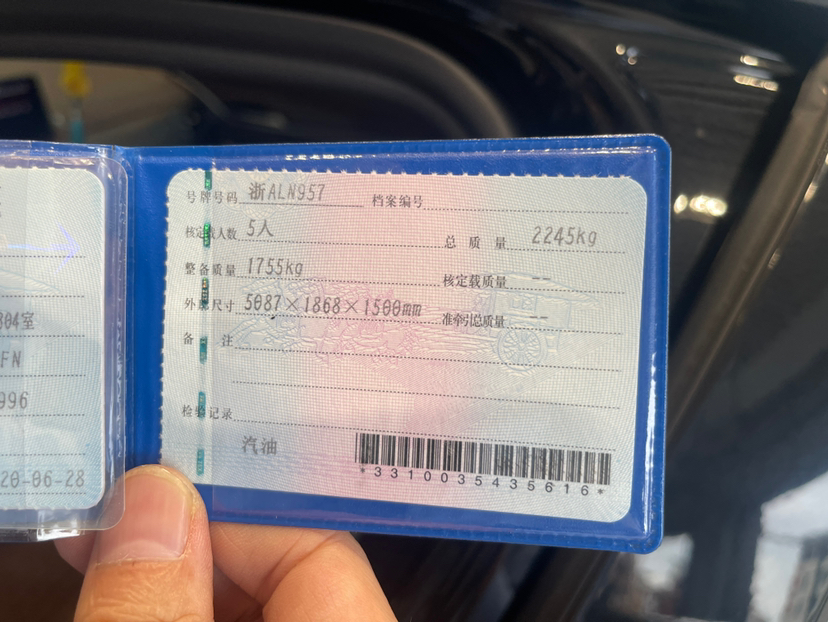 号牌号码 浙ALN957 档案编号
核定载人数 5人 总质量 2245kg
整备质量 1755kg 核定载质量 --
外廓尺寸 5087×1868×1500mm 准牵引总质量 --
备注
检验记录
汽油
*3310035435616*
804室
FN
996
20-06-28